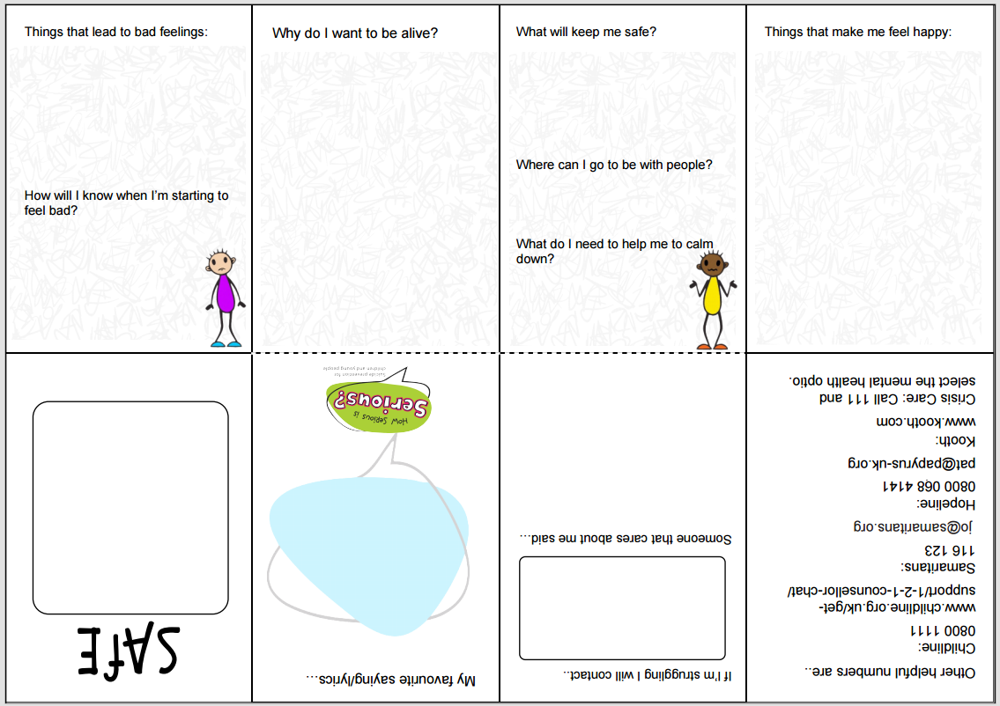 Things that lead to bad feelings:
How will I know when I'm starting to
feel bad?
Why do I want to be alive?
What will keep me safe?
Where can I go to be with people?
What do I need to help me to calm
down?
Things that make me feel happy:
Other helpful numbers are..
Childline:
0800 1111
www.childline.org.uk/get-
support/1-2-1-counsellor-chat/
Samaritans:
116 123
jo@samaritans.org
Hopeline:
0800 068 4141
pat@papyrus-uk.org
Kooth:
www.kooth.com
Crisis Care: Call 111 and
select the mental health optio.
If I'm struggling I will contact..
Someone that cares about me said...
My favourite saying/lyrics...
How Serious is
Serious?
suicide prevention for
children and young people
SAfE